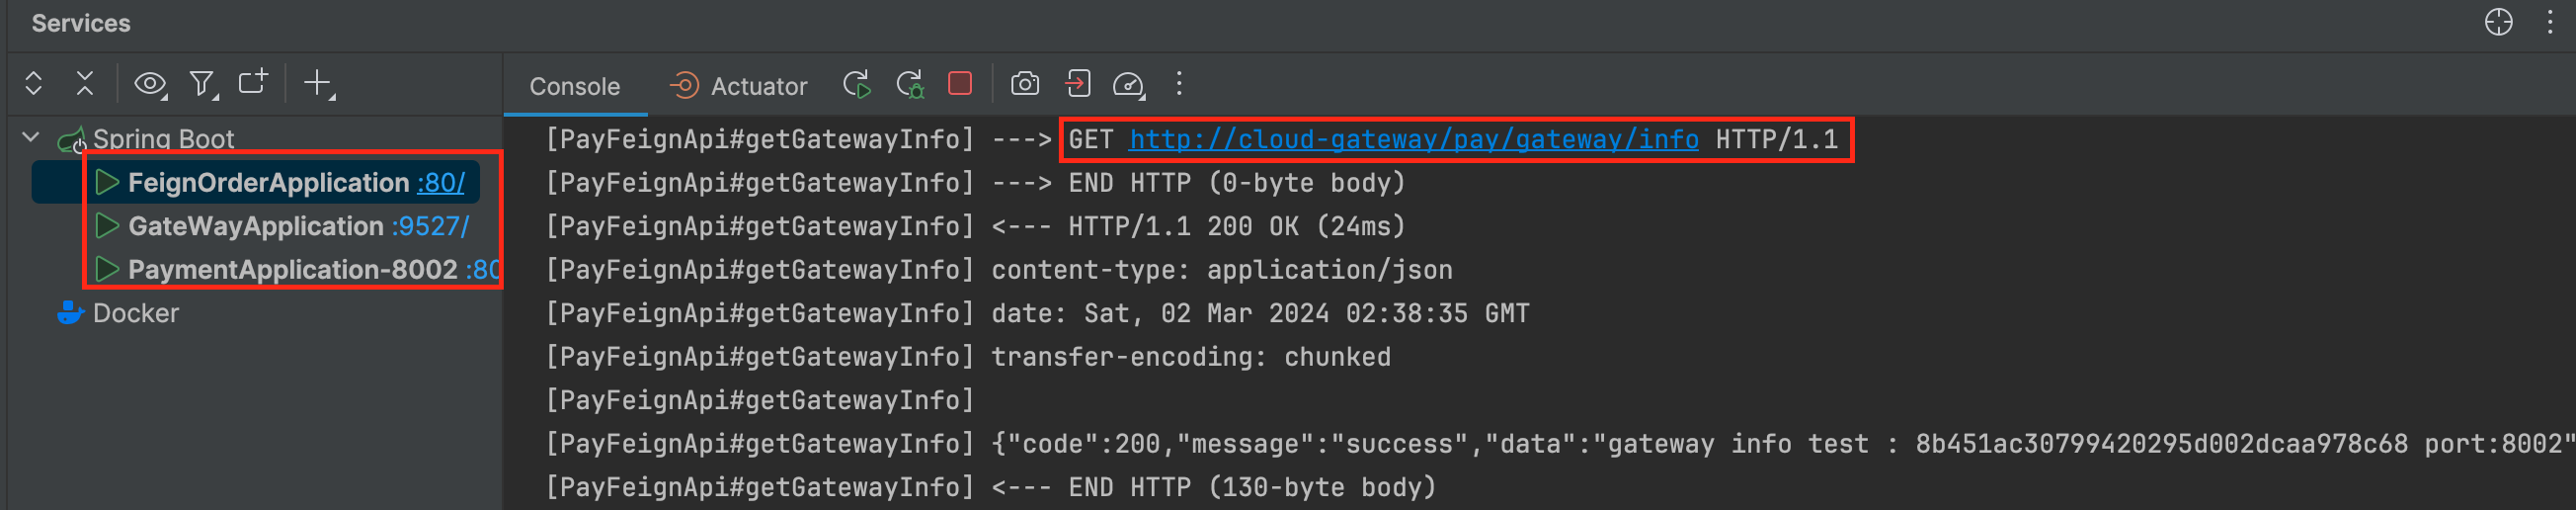 Services
Console Actuator
Spring Boot
FeignOrderApplication :80/
GateWayApplication :9527/
PaymentApplication-8002 :80
Docker
[PayFeignApi#getGatewayInfo] ---> GET http://cloud-gateway/pay/gateway/info HTTP/1.1
[PayFeignApi#getGatewayInfo] ---> END HTTP (0-byte body)
[PayFeignApi#getGatewayInfo] <--- HTTP/1.1 200 OK (24ms)
[PayFeignApi#getGatewayInfo] content-type: application/json
[PayFeignApi#getGatewayInfo] date: Sat, 02 Mar 2024 02:38:35 GMT
[PayFeignApi#getGatewayInfo] transfer-encoding: chunked
[PayFeignApi#getGatewayInfo]
[PayFeignApi#getGatewayInfo] {"code":200,"message":"success","data":"gateway info test : 8b451ac30799420295d002dcaa978c68 port:8002"
[PayFeignApi#getGatewayInfo] <--- END HTTP (130-byte body)